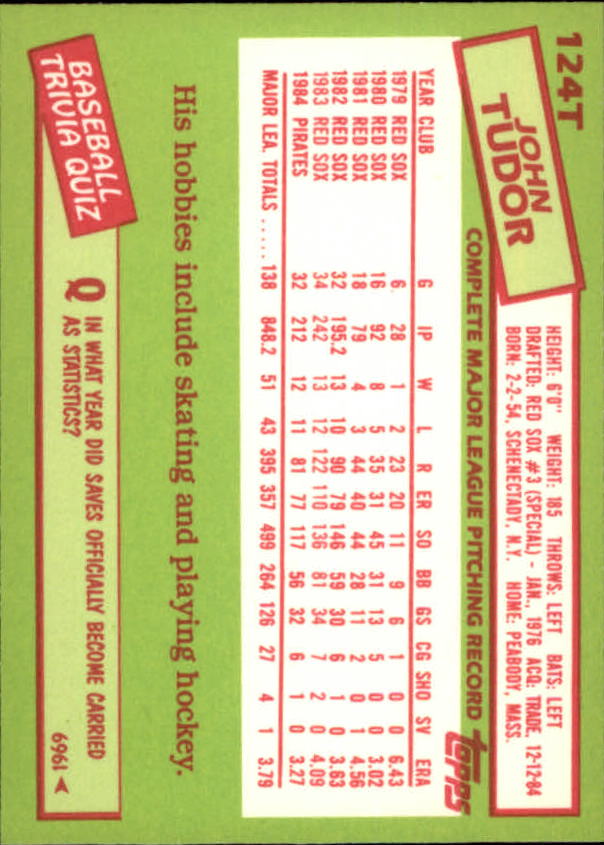 124T
JOHN
TUDOR
HEIGHT: 6'0" WEIGHT: 185 THROWS: LEFT BATS: LEFT
DRAFTED: RED SOX #3 (SPECIAL) - JAN., 1976 ACQ: TRADE, 12-12-84
BORN: 2-2-54, SCHENECTADY, N.Y. HOME: PEABODY, MASS.
COMPLETE MAJOR LEAGUE PITCHING RECORD topps
YEAR CLUB G IP W L R ER SO BB GS CG SHO SV ERA
1979 RED SOX 6 28 1 2 23 20 11 9 6 1 0 0 6.43
1980 RED SOX 16 92 8 5 35 31 45 31 13 5 0 0 3.02
1981 RED SOX 18 79 4 3 44 40 44 28 11 2 0 1 4.56
1982 RED SOX 32 195.2 13 10 90 79 146 59 30 6 1 0 3.63
1983 RED SOX 34 242 13 12 122 110 136 81 34 7 2 0 4.09
1984 PIRATES 32 212 12 11 81 77 117 56 32 6 1 0 3.27
MAJOR LEA. TOTALS ..... 138 848.2 51 43 395 357 499 264 126 27 4 1 3.79
His hobbies include skating and playing hockey.
BASEBALL
TRIVIA QUIZ
Q IN WHAT YEAR DID SAVES OFFICIALLY BECOME CARRIED
AS STATISTICS?
1969